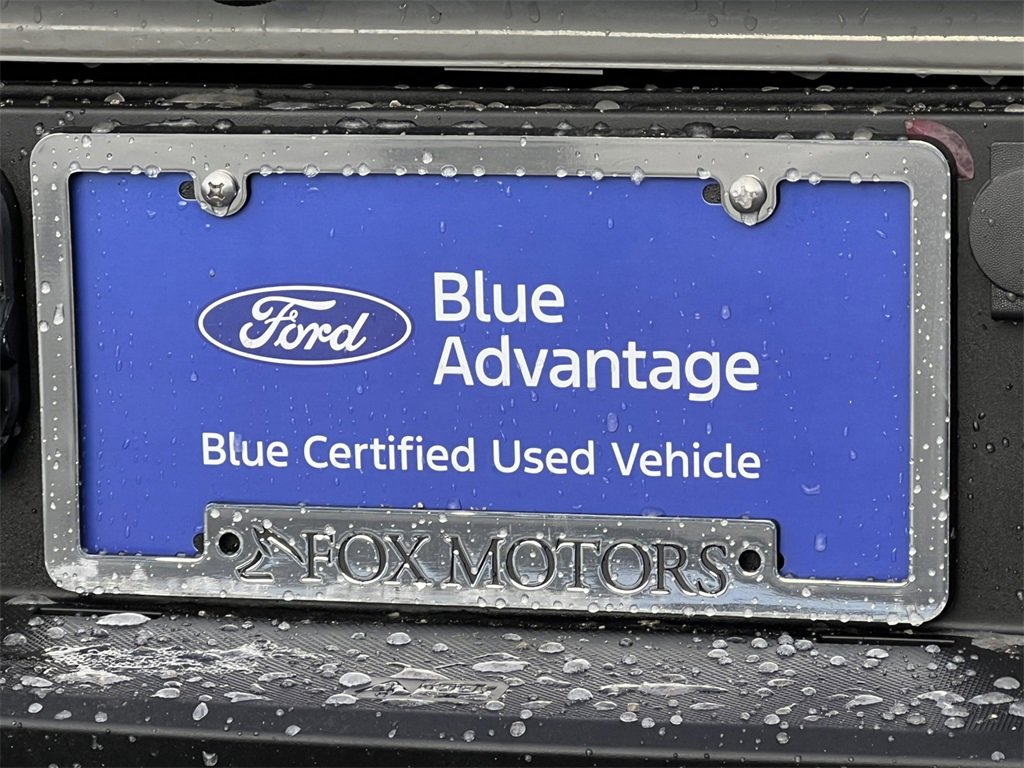 Ford
Blue
Advantage
Blue Certified Used Vehicle
FOX MOTORS